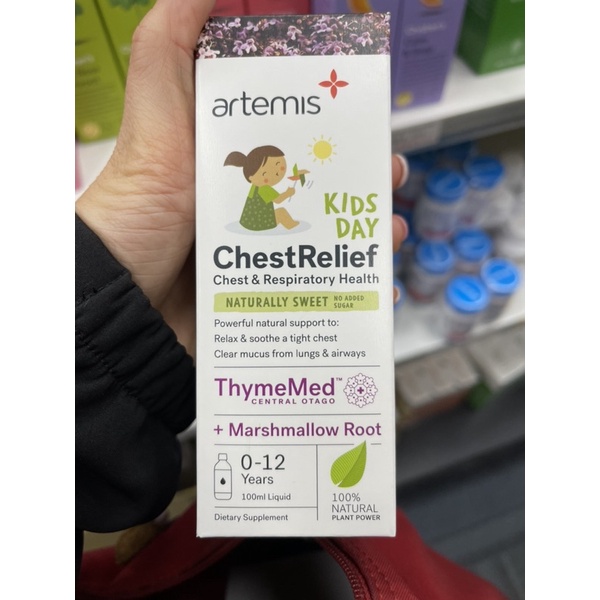 artemis
KIDS
DAY
ChestRelief
Chest & Respiratory Health
NATURALLY SWEET NO ADDED
SUGAR
Powerful natural support to:
Relax & soothe a tight chest
Clear mucus from lungs & airways
ThymeMed™
CENTRAL OTAGO
+ Marshmallow Root
0-12
Years
100ml Liquid
100%
NATURAL
PLANT POWER
Dietary Supplement